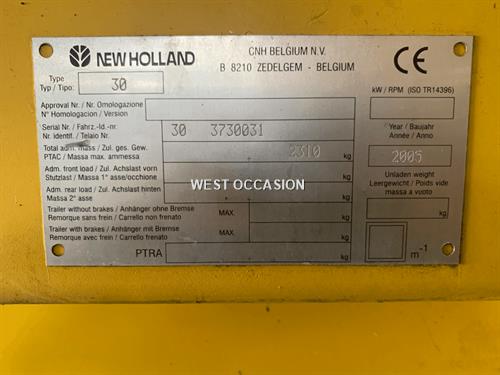 NEW HOLLAND
CNH BELGIUM N.V.
B 8210 ZEDELGEM - BELGIUM
CE
Type
Typ / Tipo:
30
kW / RPM (ISO TR14396)
Approval Nr./ Nr. Omologazione
N° Homologacion / Version
Serial Nr./ Fahrz.-Id.-nr.
Nr. identif. / Telaio Nr.
30 3730031
Year / Baujahr
Année / Anno
2005
Total adm. mass / Zul. ges. Gew.
PTAC / Massa max. ammessa
2310 kg
Adm. front load / Zul. Achslast vorn
Stutzlast / Massa 1° asse/occhione
kg
Unladen weight
Leergewicht / Poids vide
massa a vuoto
Adm. rear load / Zul. Achslast hinten
Massa 2° asse
kg
WEST OCCASION
Trailer without brakes / Anhänger ohne Bremse
Remorque sans frein / Carrello non frenato
MAX.
kg
Trailer with brakes / Anhänger mit Bremse
Remorque avec frein / Carrello frenato
MAX.
kg
PTRA
kg
m -1